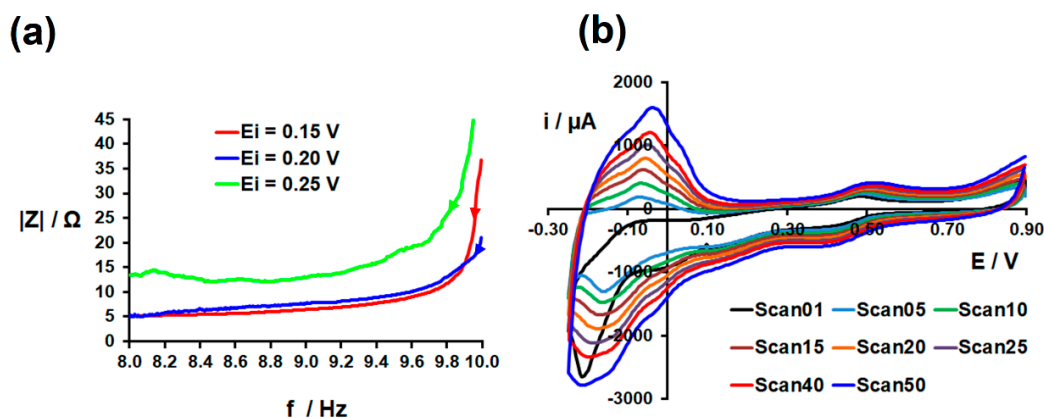 (a)
(b)
Ei = 0.15 V
Ei = 0.20 V
Ei = 0.25 V
|Z| / Ω
45
40
35
30
25
20
15
10
5
0
8.0 8.2 8.4 8.6 8.8 9.0 9.2 9.4 9.6 9.8 10.0
f / Hz
i / µA
2000
1000
0
-1000
-2000
-3000
-0.30 -0.10 0.10 0.30 0.50 0.70 0.90
E / V
Scan01 Scan05 Scan10
Scan15 Scan20 Scan25
Scan40 Scan50